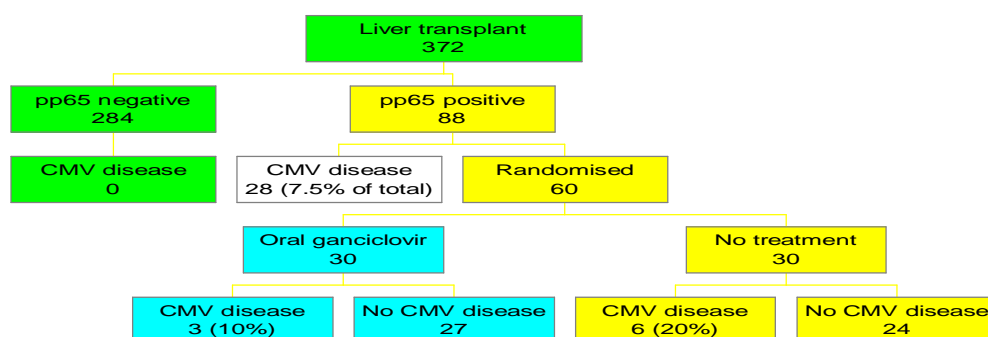 Liver transplant
372
pp65 negative
284
pp65 positive
88
CMV disease
0
CMV disease
28 (7.5% of total)
Randomised
60
Oral ganciclovir
30
No treatment
30
CMV disease
3 (10%)
No CMV disease
27
CMV disease
6 (20%)
No CMV disease
24